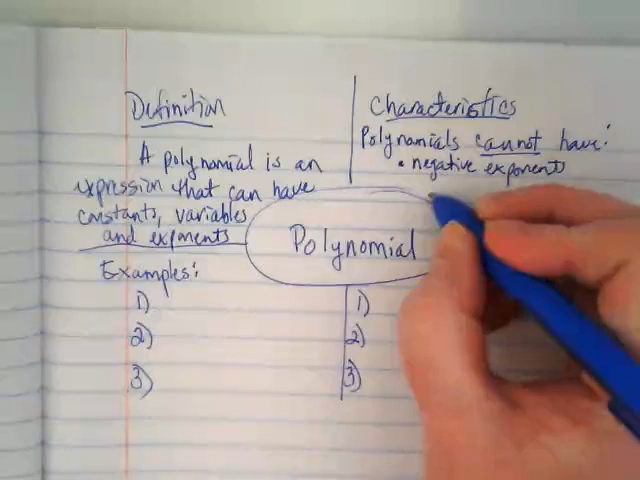 Definition
A polynomial is an
expression that can have
constants, variables
and exponents
Characteristics
Polynomials cannot have:
• negative exponents
Polynomial
Examples:
1)
2)
3)
1)
2)
3)